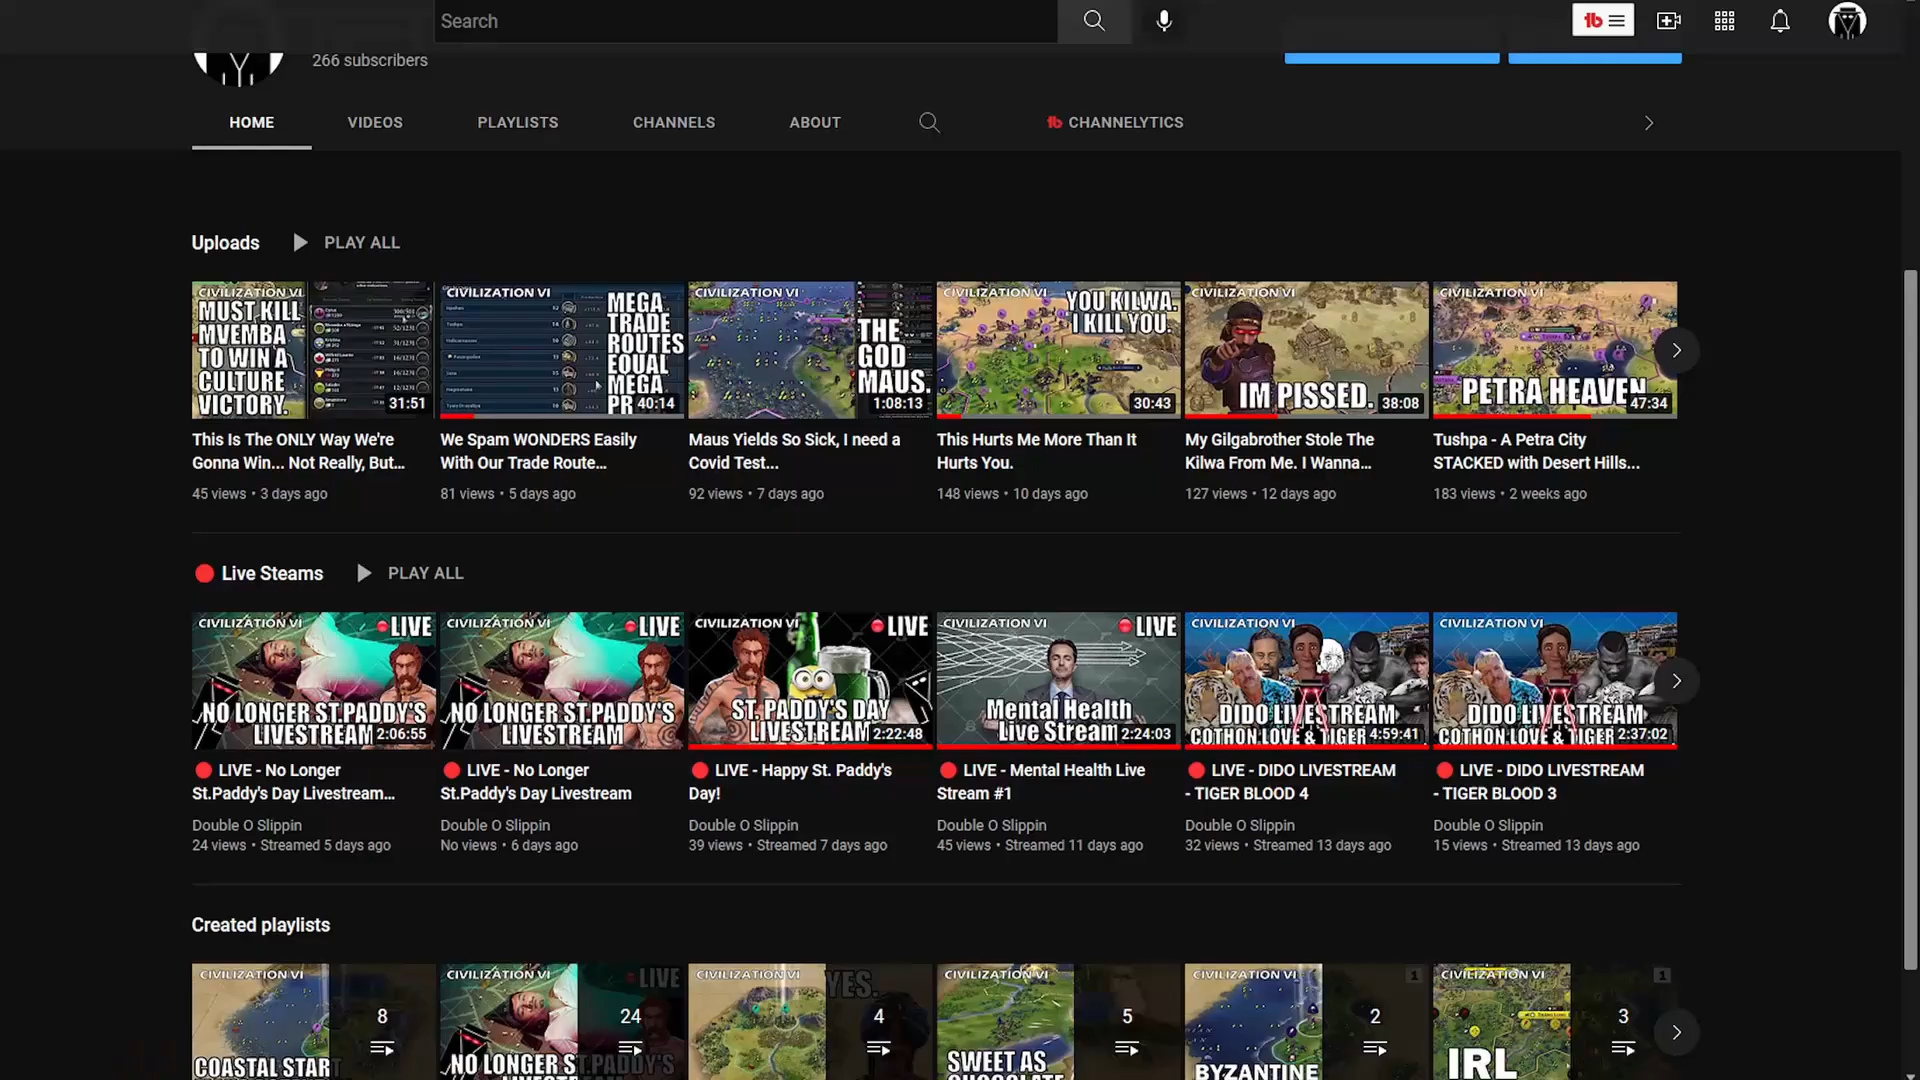 Search
266 subscribers
HOME
VIDEOS
PLAYLISTS
CHANNELS
ABOUT
CHANNELYTICS
Uploads
PLAY ALL
CIVILIZATION VI
MUST KILL
MVEMBA
TO WIN A
CULTURE
VICTORY.
31:51
CIVILIZATION VI
MEGA
TRADE
ROUTES
EQUAL
MEGA
PR
40:14
CIVILIZATION VI
THE
GOD
MAUS.
1:08:13
CIVILIZATION VI
YOU KILWA.
I KILL YOU.
30:43
CIVILIZATION VI
IM PISSED.
38:08
CIVILIZATION VI
PETRA HEAVEN
47:34
This Is The ONLY Way We're
Gonna Win... Not Really, But...
45 views • 3 days ago
We Spam WONDERS Easily
With Our Trade Route...
81 views • 5 days ago
Maus Yields So Sick, I need a
Covid Test...
92 views • 7 days ago
This Hurts Me More Than It
Hurts You.
148 views • 10 days ago
My Gilgabrother Stole The
Kilwa From Me. I Wanna...
127 views • 12 days ago
Tushpa - A Petra City
STACKED with Desert Hills...
183 views • 2 weeks ago
Live Steams
PLAY ALL
CIVILIZATION VI
LIVE
NO LONGER ST.PADDY'S
LIVESTREAM
2:06:55
CIVILIZATION VI
LIVE
NO LONGER ST.PADDY'S
LIVESTREAM
CIVILIZATION VI
LIVE
ST. PADDY'S DAY
LIVESTREAM
2:22:48
CIVILIZATION VI
LIVE
Mental Health
Live Stream
2:24:03
CIVILIZATION VI
DIDO LIVESTREAM
COTHON.LOVE & TIGER
4:59:41
CIVILIZATION VI
DIDO LIVESTREAM
COTHON.LOVE & TIGER
2:37:02
LIVE - No Longer
St.Paddy's Day Livestream...
Double O Slippin
24 views • Streamed 5 days ago
LIVE - No Longer
St.Paddy's Day Livestream
Double O Slippin
No views • 6 days ago
LIVE - Happy St. Paddy's
Day!
Double O Slippin
39 views • Streamed 7 days ago
LIVE - Mental Health Live
Stream #1
Double O Slippin
45 views • Streamed 11 days ago
LIVE - DIDO LIVESTREAM
- TIGER BLOOD 4
Double O Slippin
32 views • Streamed 13 days ago
LIVE - DIDO LIVESTREAM
- TIGER BLOOD 3
Double O Slippin
15 views • Streamed 13 days ago
Created playlists
CIVILIZATION VI
8
COASTAL START
CIVILIZATION VI
LIVE
24
NO LONGER ST.PADDY'S
CIVILIZATION VI
YES.
4
CIVILIZATION VI
5
SWEET AS
CHOCOLATE
CIVILIZATION VI
1
2
BYZANTINE
CIVILIZATION VI
1
3
IRL